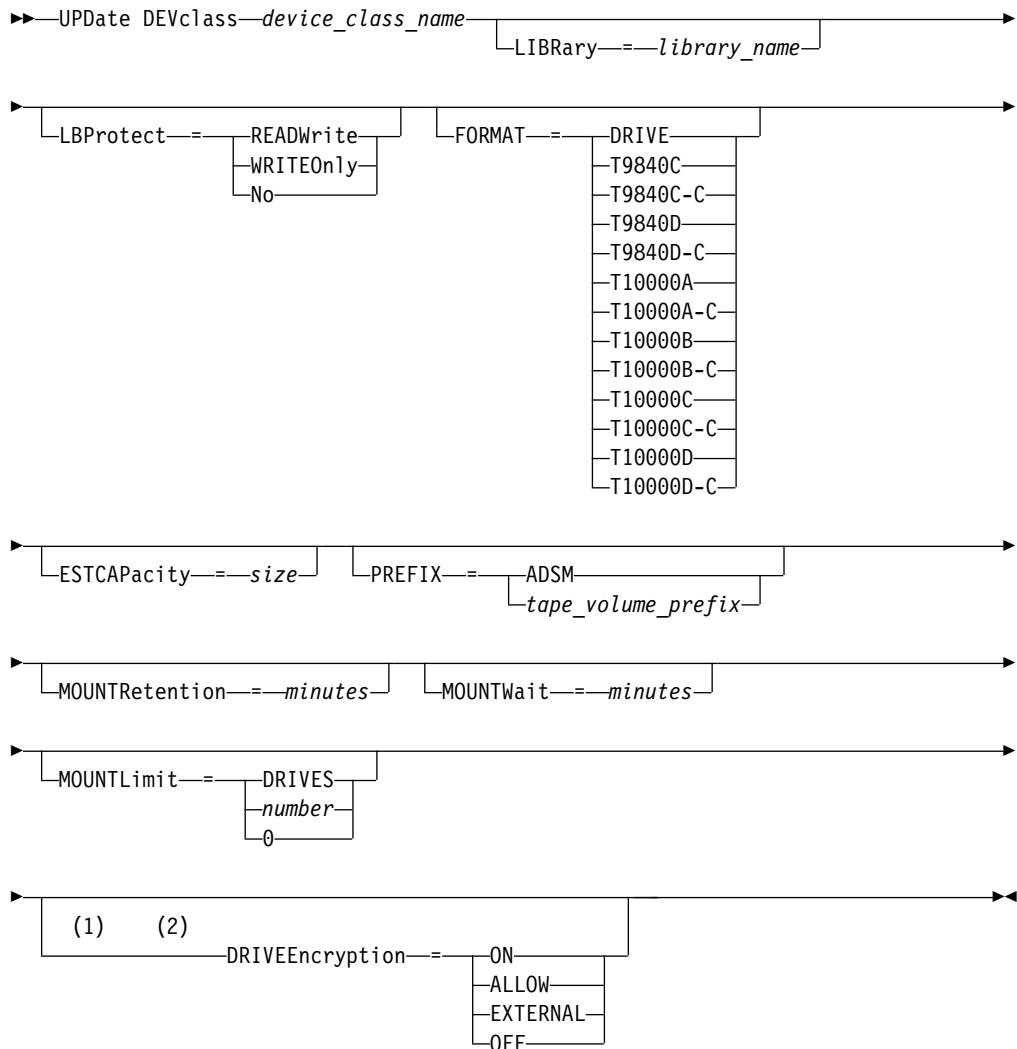 UPDate DEVclass device_class_name
LIBRary = library_name
LBProtect = READWrite FORMAT = DRIVE
WRITEOnly T9840C
No T9840C-C
T9840D
T9840D-C
T10000A
T10000A-C
T10000B
T10000B-C
T10000C
T10000C-C
T10000D
T10000D-C
ESTCAPacity = size PREFIX = ADSM
tape_volume_prefix
MOUNTRetention = minutes MOUNTWait = minutes
MOUNTLimit = DRIVES
number
0
(1) (2)
DRIVEEncryption = ON
ALLOW
EXTERNAL
OFF